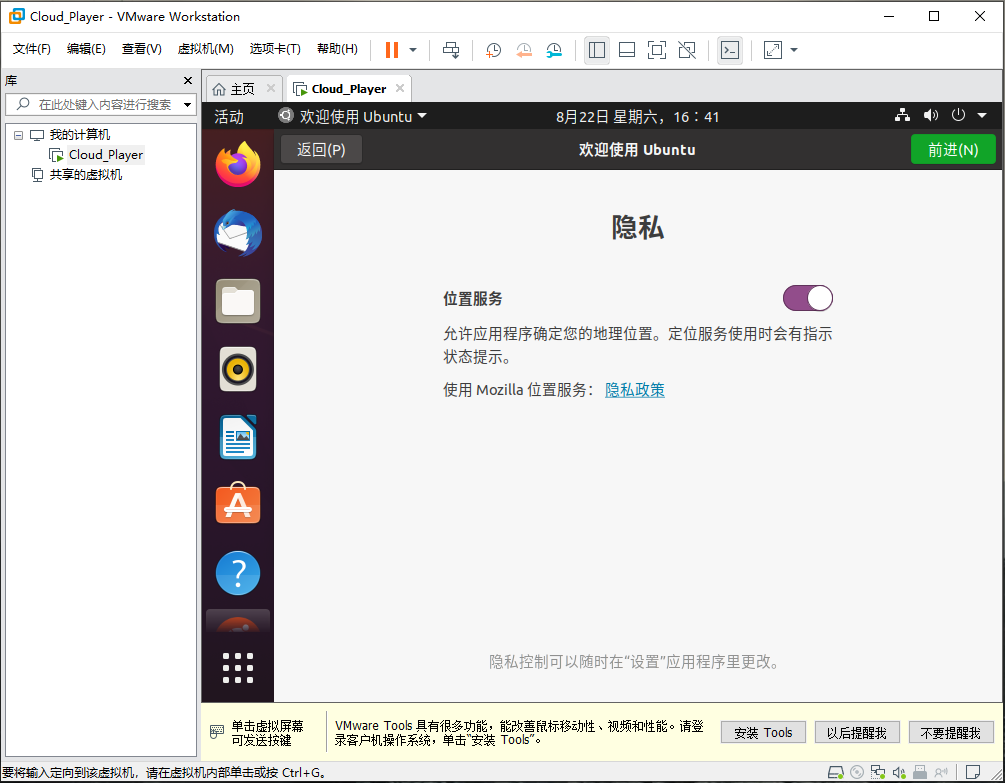 Cloud_Player - VMware Workstation
文件(F) 编辑(E) 查看(V) 虚拟机(M) 选项卡(T) 帮助(H)
库
在此处键入内容进行搜索
我的计算机
Cloud_Player
共享的虚拟机
主页 Cloud_Player
活动 欢迎使用 Ubuntu 8月22日 星期六，16：41
返回(P) 欢迎使用 Ubuntu 前进(N)
隐私
位置服务
允许应用程序确定您的地理位置。定位服务使用时会有指示
状态提示。
使用 Mozilla 位置服务： 隐私政策
隐私控制可以随时在“设置”应用程序里更改。
单击虚拟屏幕
可发送按键
VMware Tools 具有很多功能，能改善鼠标移动性、视频和性能。请登
录客户机操作系统，单击“安装 Tools”。
安装 Tools 以后提醒我 不要提醒我
要将输入定向到该虚拟机，请在虚拟机内部单击或按 Ctrl+G。